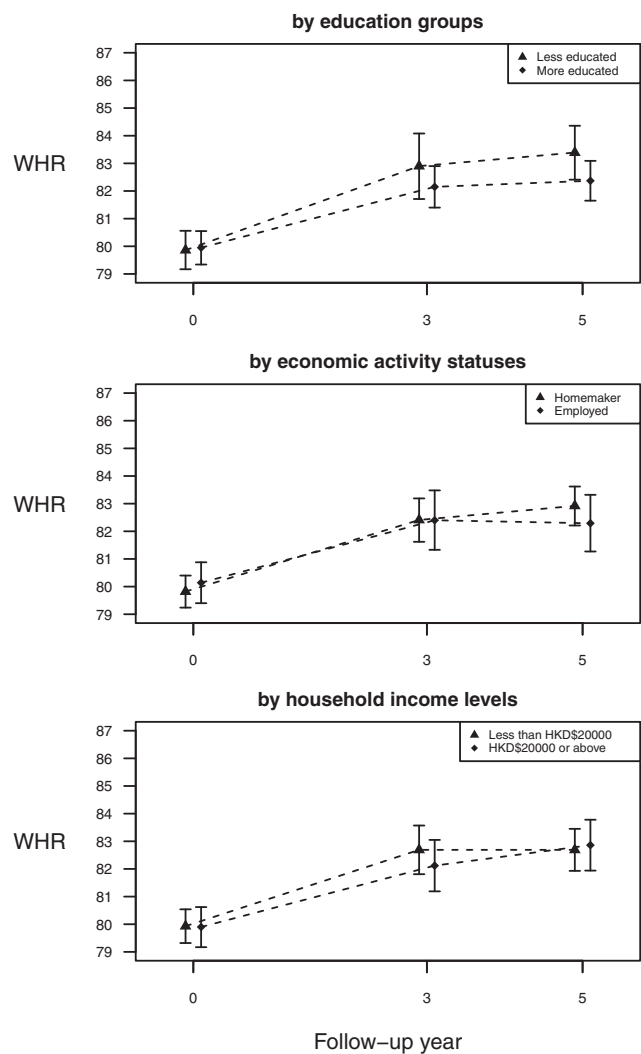 by education groups
87
86
85
84
83
82
81
80
79
WHR
Less educated
More educated
0 3 5
by economic activity statuses
87
86
85
84
83
82
81
80
79
WHR
Homemaker
Employed
0 3 5
by household income levels
87
86
85
84
83
82
81
80
79
WHR
Less than HKD$20000
HKD$20000 or above
0 3 5
Follow−up year